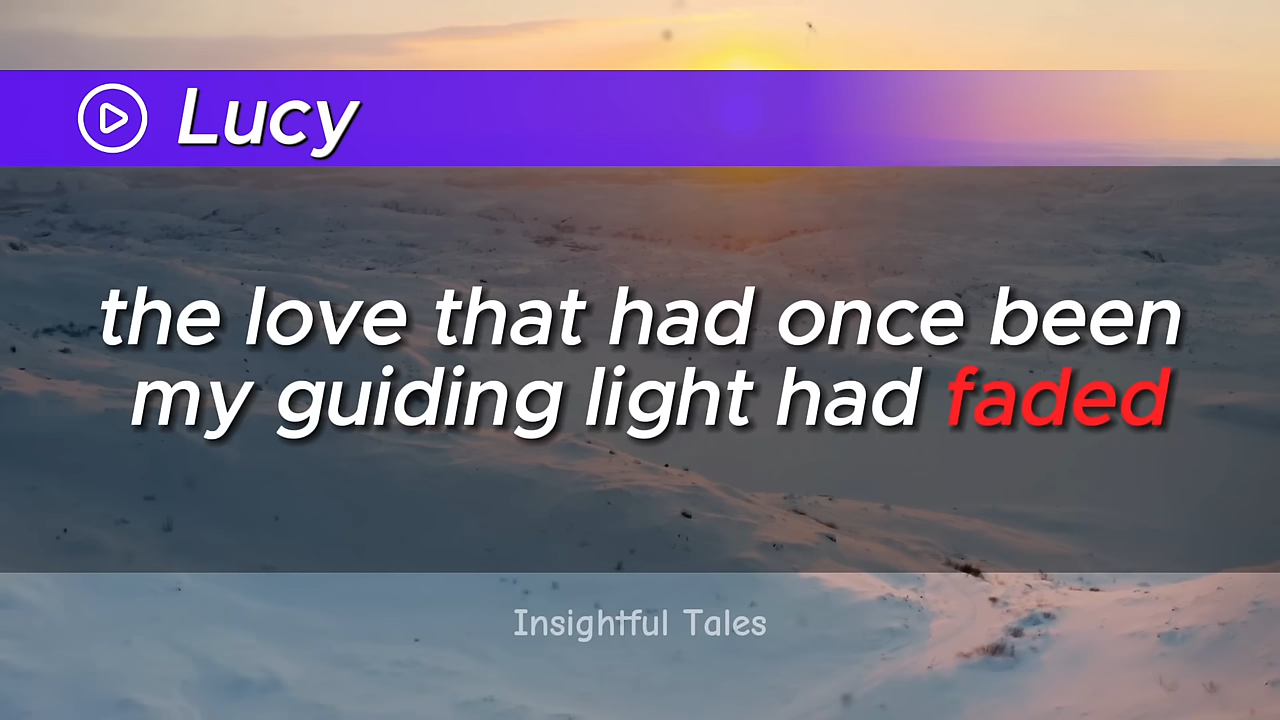 Lucy
the love that had once been
my guiding light had faded
Insightful Tales